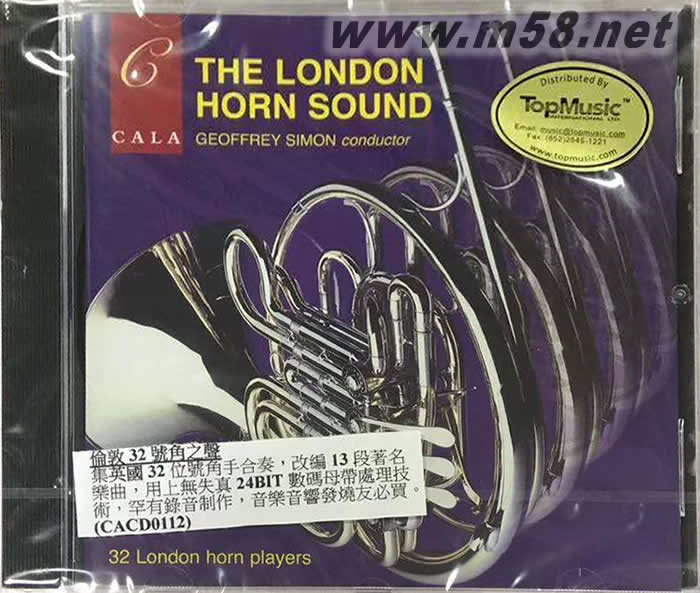 www.m58.net
THE LONDON
HORN SOUND
GEOFFREY SIMON conductor
C
CALA
Distributed By
TopMusic™
INTERNATIONAL LTD.
Email: music@topmusic.com
Fax: (852)2845-1221
www.topmusic.com
倫敦 32 號角之聲
集英國 32 位號角手合奏，改編 13 段著名
樂曲，用上無失真 24BIT 數碼母帶處理技
術，罕有錄音制作，音樂音響發燒友必買。
(CACD0112)
32 London horn players